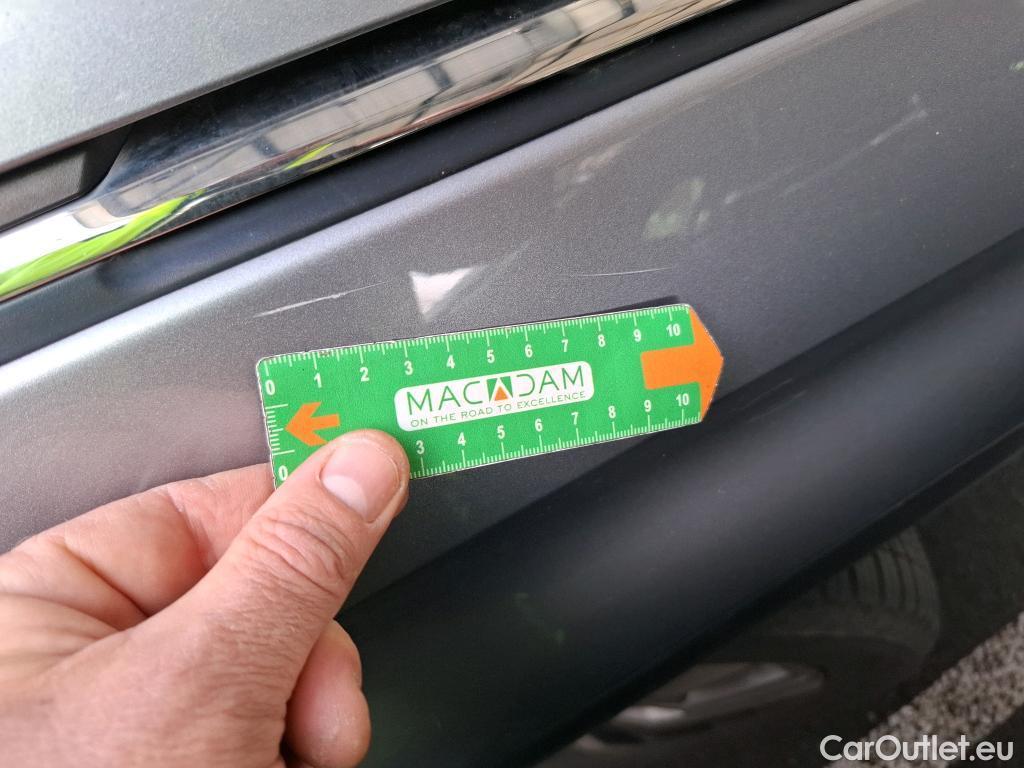 0 1 2 3 4 5 6 7 8 9 10
MACADAM
ON THE ROAD TO EXCELLENCE
0 3 4 5 6 7 8 9 10
CarOutlet.eu